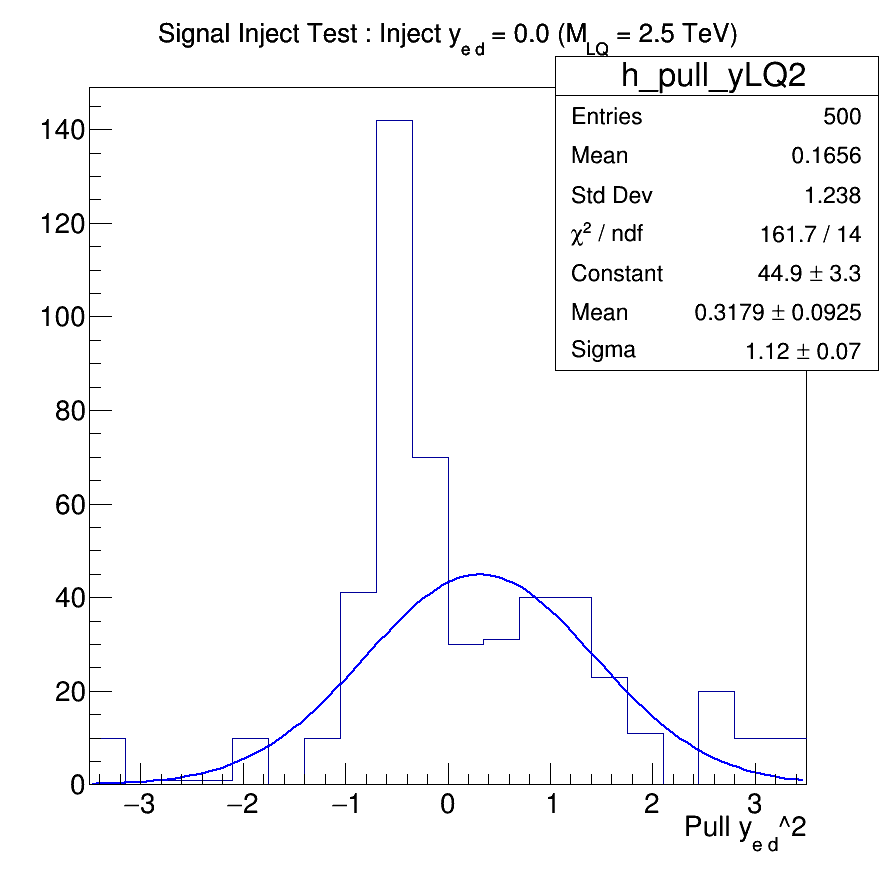 Signal Inject Test : Inject y_{e d} = 0.0 (M_{LQ} = 2.5 TeV)
h_pull_yLQ2
Entries 500
Mean 0.1656
Std Dev 1.238
χ² / ndf 161.7 / 14
Constant 44.9 ± 3.3
Mean 0.3179 ± 0.0925
Sigma 1.12 ± 0.07
140
120
100
80
60
40
20
0
−3 −2 −1 0 1 2 3
Pull y_{e d}^2